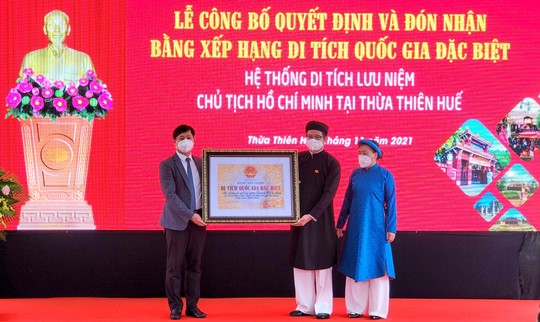 LỄ CÔNG BỐ QUYẾT ĐỊNH VÀ ĐÓN NHẬN
BẰNG XẾP HẠNG DI TÍCH QUỐC GIA ĐẶC BIỆT
HỆ THỐNG DI TÍCH LƯU NIỆM
CHỦ TỊCH HỒ CHÍ MINH TẠI THỪA THIÊN HUẾ
Thừa Thiên 2021
DI TÍCH QUỐC GIA ĐẶC BIỆT